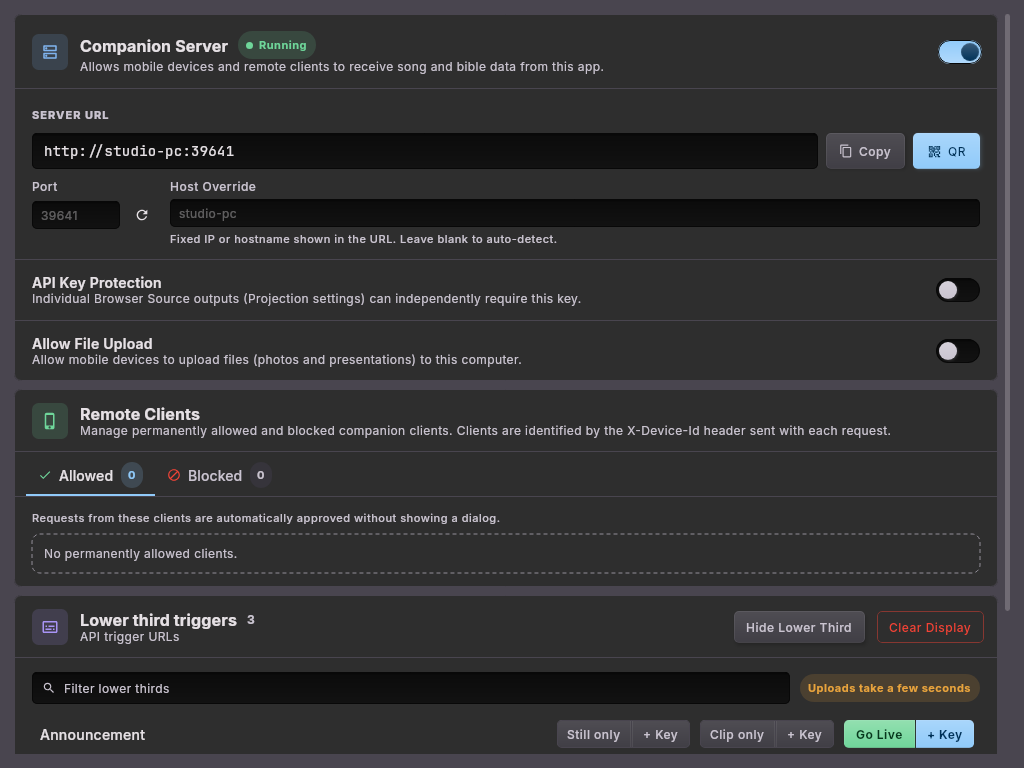 Companion Server
Running
Allows mobile devices and remote clients to receive song and bible data from this app.
SERVER URL
http://studio-pc:39641
Copy
QR
Port
Host Override
39641
studio-pc
Fixed IP or hostname shown in the URL. Leave blank to auto-detect.
API Key Protection
Individual Browser Source outputs (Projection settings) can independently require this key.
Allow File Upload
Allow mobile devices to upload files (photos and presentations) to this computer.
Remote Clients
Manage permanently allowed and blocked companion clients. Clients are identified by the X-Device-Id header sent with each request.
Allowed 0
Blocked 0
Requests from these clients are automatically approved without showing a dialog.
No permanently allowed clients.
Lower third triggers 3
API trigger URLs
Hide Lower Third
Clear Display
Filter lower thirds
Uploads take a few seconds
Announcement
Still only
+ Key
Clip only
+ Key
Go Live
+ Key